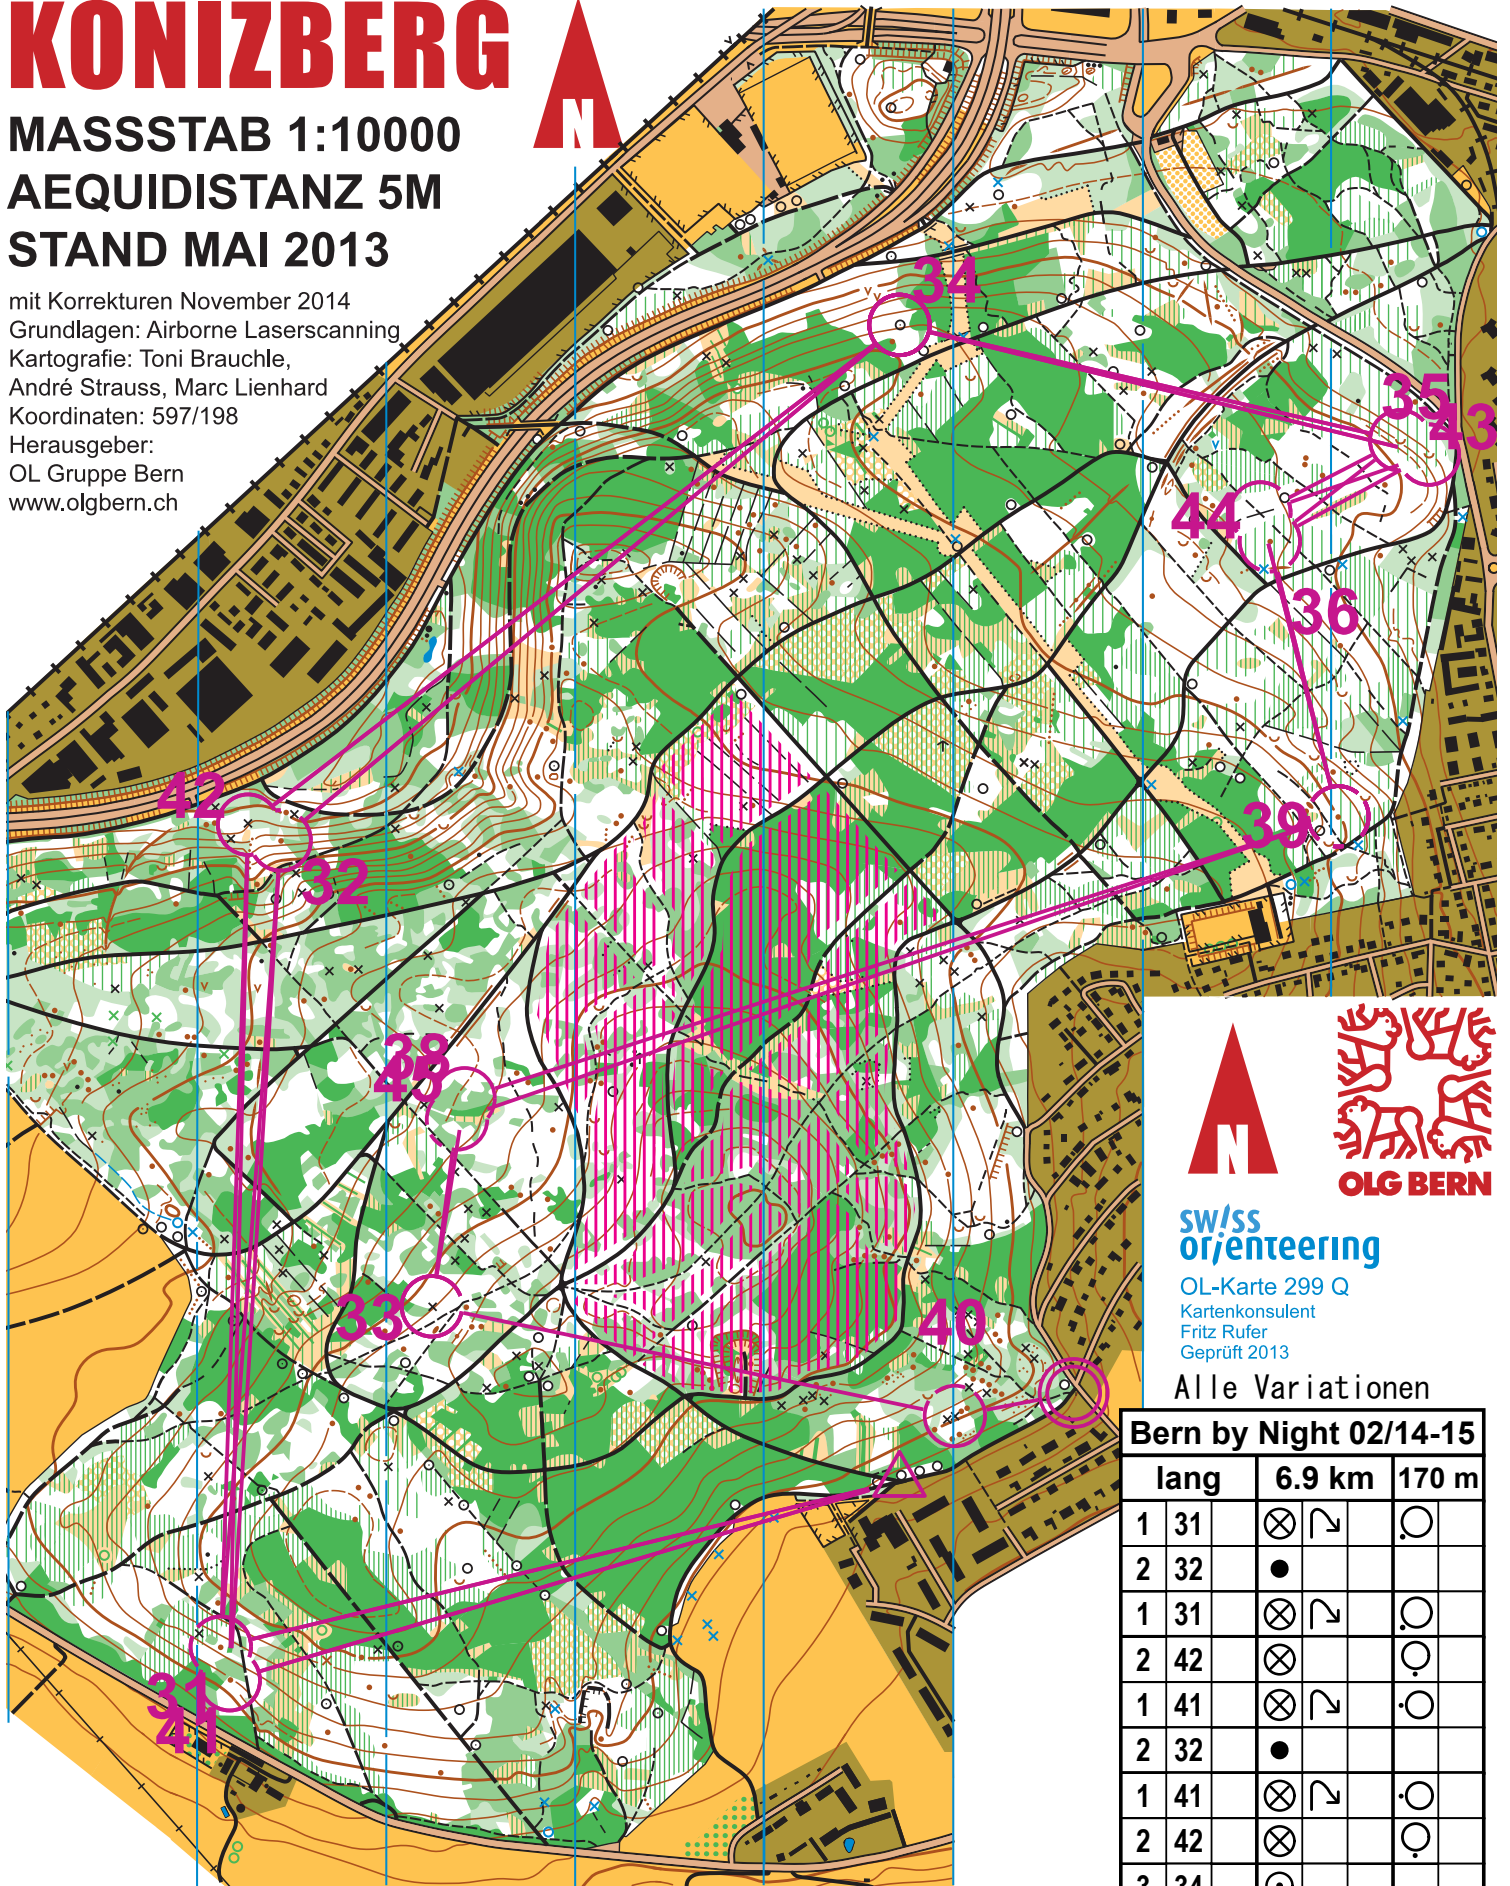 KONIZBERG
N
MASSSTAB 1:10000
AEQUIDISTANZ 5M
STAND MAI 2013
mit Korrekturen November 2014
Grundlagen: Airborne Laserscanning
Kartografie: Toni Brauchle,
André Strauss, Marc Lienhard
Koordinaten: 597/198
Herausgeber:
OL Gruppe Bern
www.olgbern.ch
34
35
43
44
36
42
32
39
38
45
33
40
31
41
N
OLG BERN
swiss
orienteering
OL-Karte 299 Q
Kartenkonsulent
Fritz Rufer
Geprüft 2013
Alle Variationen
Bern by Night 02/14-15
lang 6.9 km 170 m
1 31
2 32
1 31
2 42
1 41
2 32
1 41
2 42
3 34